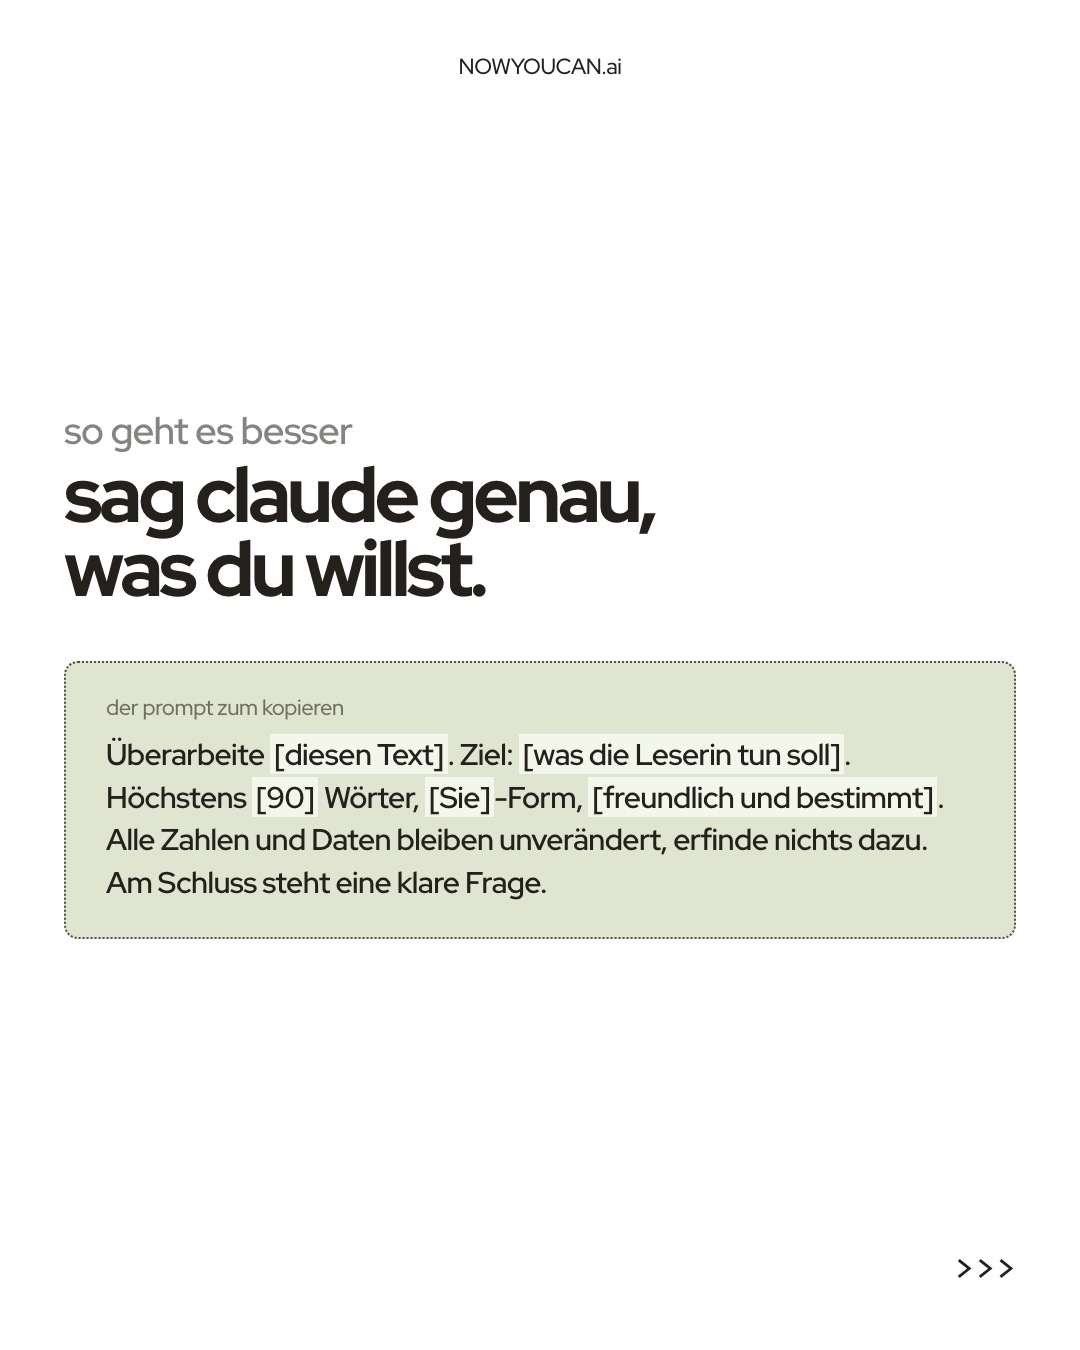 NOWYOUCAN.ai
so geht es besser
sag claude genau,
was du willst.
der prompt zum kopieren
Überarbeite [diesen Text]. Ziel: [was die Leserin tun soll].
Höchstens [90] Wörter, [Sie]-Form, [freundlich und bestimmt].
Alle Zahlen und Daten bleiben unverändert, erfinde nichts dazu.
Am Schluss steht eine klare Frage.
>>>